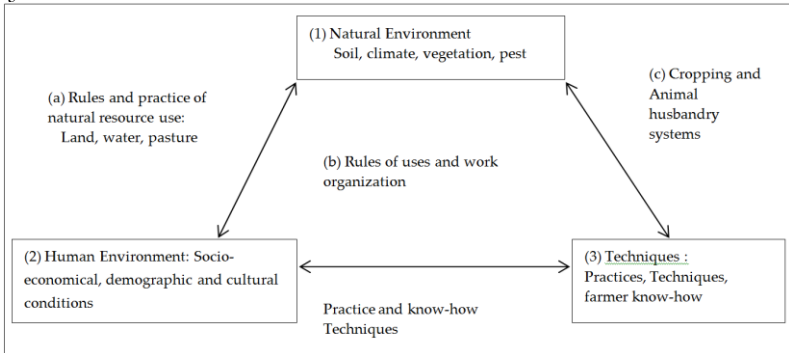 (1) Natural Environment
Soil, climate, vegetation, pest
(a) Rules and practice of
natural resource use:
Land, water, pasture
(c) Cropping and
Animal
husbandry
systems
(b) Rules of uses and work
organization
(2) Human Environment: Socio-
economical, demographic and cultural
conditions
(3) Techniques :
Practices, Techniques,
farmer know-how
Practice and know-how
Techniques